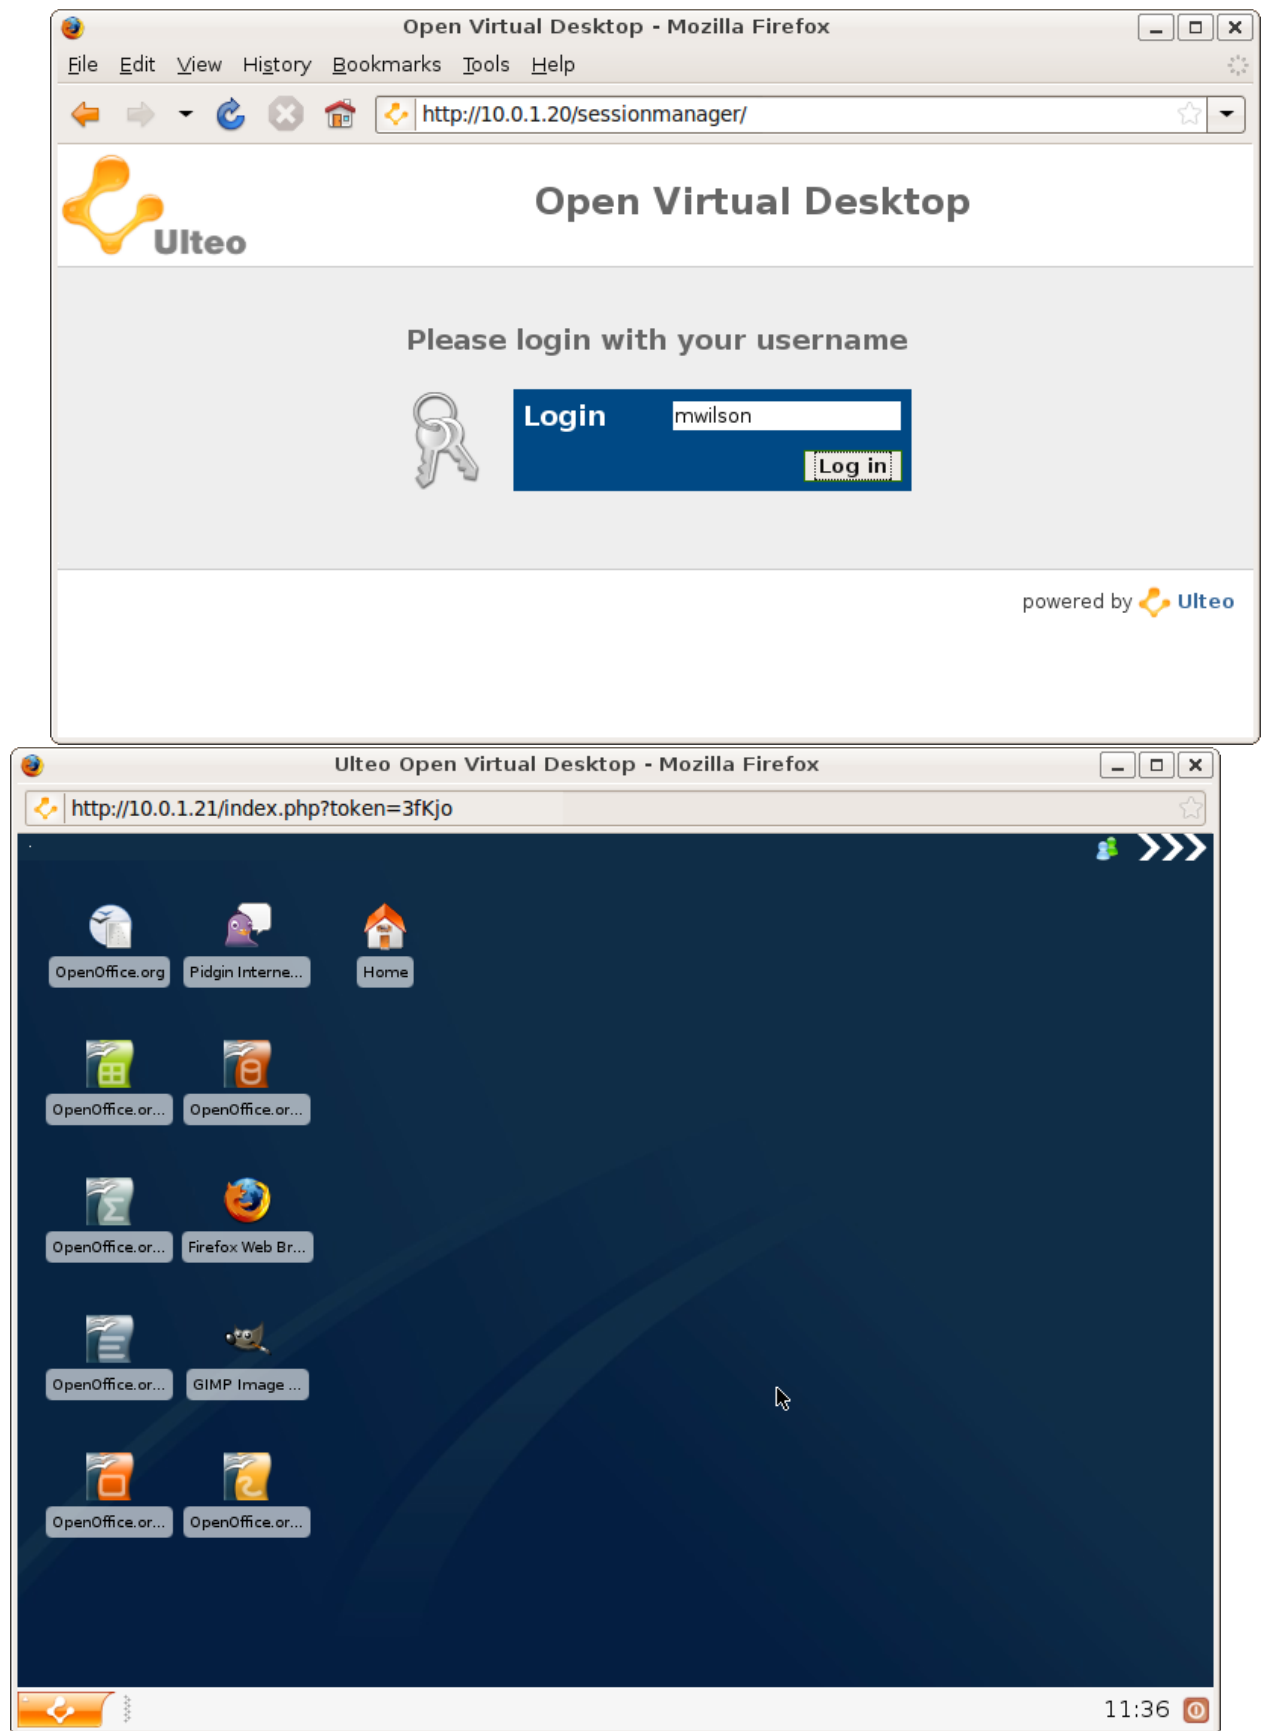 Open Virtual Desktop - Mozilla Firefox
File Edit View History Bookmarks Tools Help
http://10.0.1.20/sessionmanager/
Ulteo
Open Virtual Desktop
Please login with your username
Login mwilson
Log in
powered by Ulteo
Ulteo Open Virtual Desktop - Mozilla Firefox
http://10.0.1.21/index.php?token=3fKjo
OpenOffice.org Pidgin Interne... Home
OpenOffice.or... OpenOffice.or...
OpenOffice.or... Firefox Web Br...
OpenOffice.or... GIMP Image ...
OpenOffice.or... OpenOffice.or...
11:36